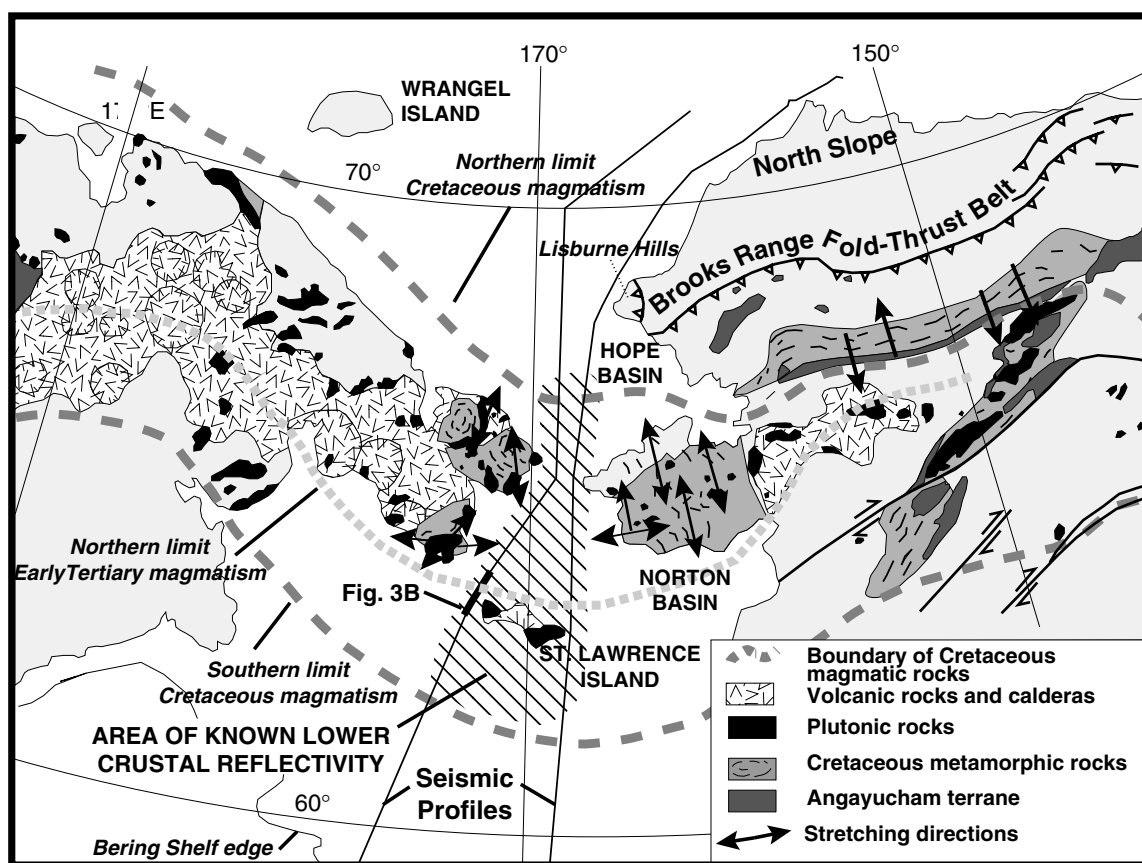 170°
150°
WRANGEL
ISLAND
E
70°
Northern limit
Cretaceous magmatism
North Slope
Lisburne Hills
Brooks Range Fo/d-Thrust Belt
HOPE
BASIN
Northern limit
EarlyTertiary magmatism
Fig. 3B
NORTON
BASIN
Southern limit
Cretaceous magmatism
ST. LAWRENCE
ISLAND
AREA OF KNOWN LOWER
CRUSTAL REFLECTIVITY
Seismic
Profiles
60°
Bering Shelf edge
Boundary of Cretaceous
magmatic rocks
Volcanic rocks and calderas
Plutonic rocks
Cretaceous metamorphic rocks
Angayucham terrane
Stretching directions